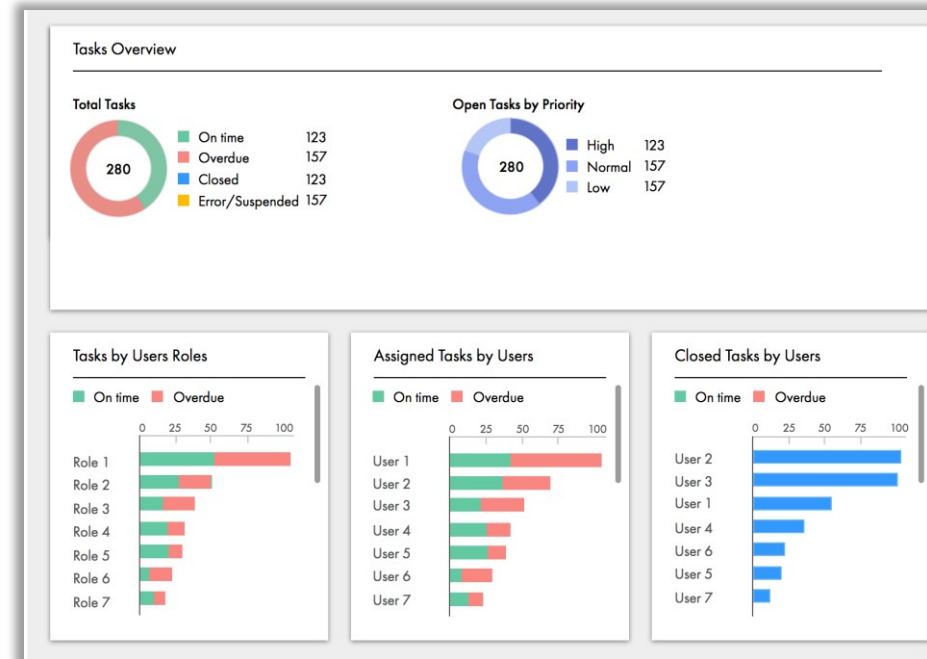 Tasks Overview
Total Tasks
280
On time 123
Overdue 157
Closed 123
Error/Suspended 157
Open Tasks by Priority
280
High 123
Normal 157
Low 157
Tasks by Users Roles
On time Overdue
0 25 50 75 100
Role 1
Role 2
Role 3
Role 4
Role 5
Role 6
Role 7
Assigned Tasks by Users
On time Overdue
0 25 50 75 100
User 1
User 2
User 3
User 4
User 5
User 6
User 7
Closed Tasks by Users
On time Overdue
0 25 50 75 100
User 2
User 3
User 1
User 4
User 6
User 5
User 7